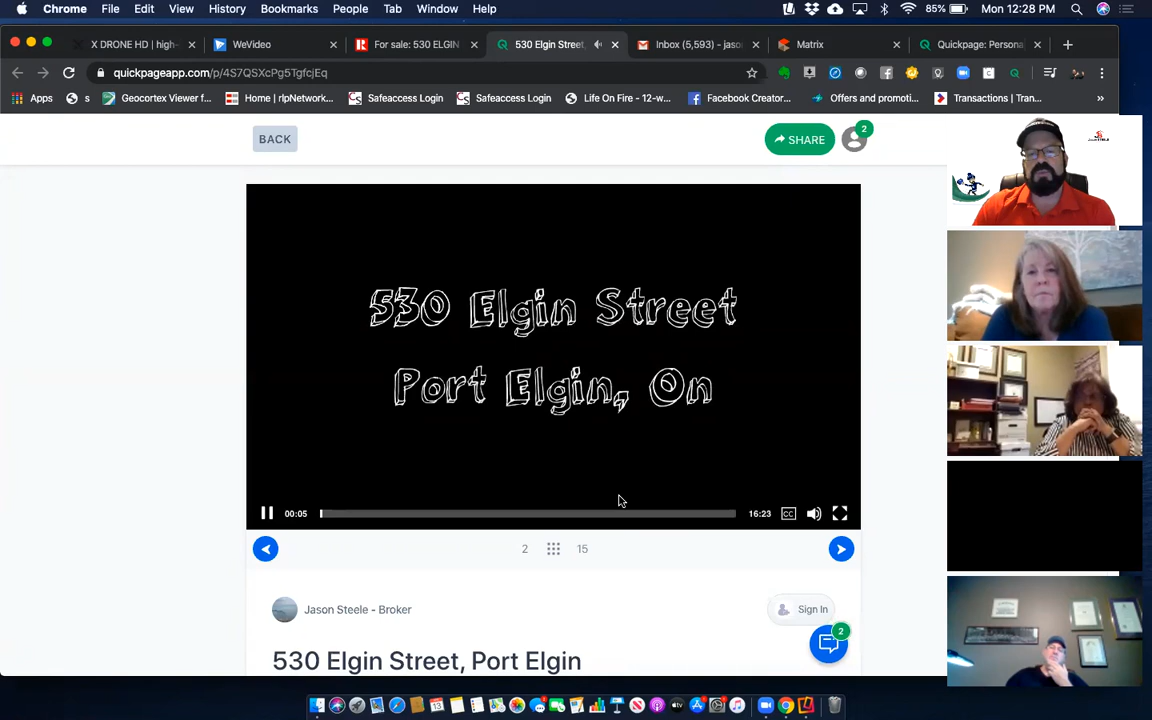 Chrome File Edit View History Bookmarks People Tab Window Help 85% Mon 12:28 PM
X DRONE HD | high-
WeVideo
For sale: 530 ELGIN
530 Elgin Street,
Inbox (5,593) - jason
Matrix
Quickpage: Persona
quickpageapp.com/p/4S7QSXcPg5TgfcjEq
Apps
s
Geocortex Viewer f...
Home | rlpNetwork...
Safeaccess Login
Safeaccess Login
Life On Fire - 12-w...
Facebook Creator...
Offers and promoti...
Transactions | Tran...
»
BACK
SHARE
2
530 Elgin Street
Port Elgin, On
00:05
16:23
CC
2
15
Jason Steele - Broker
Sign In
2
530 Elgin Street, Port Elgin